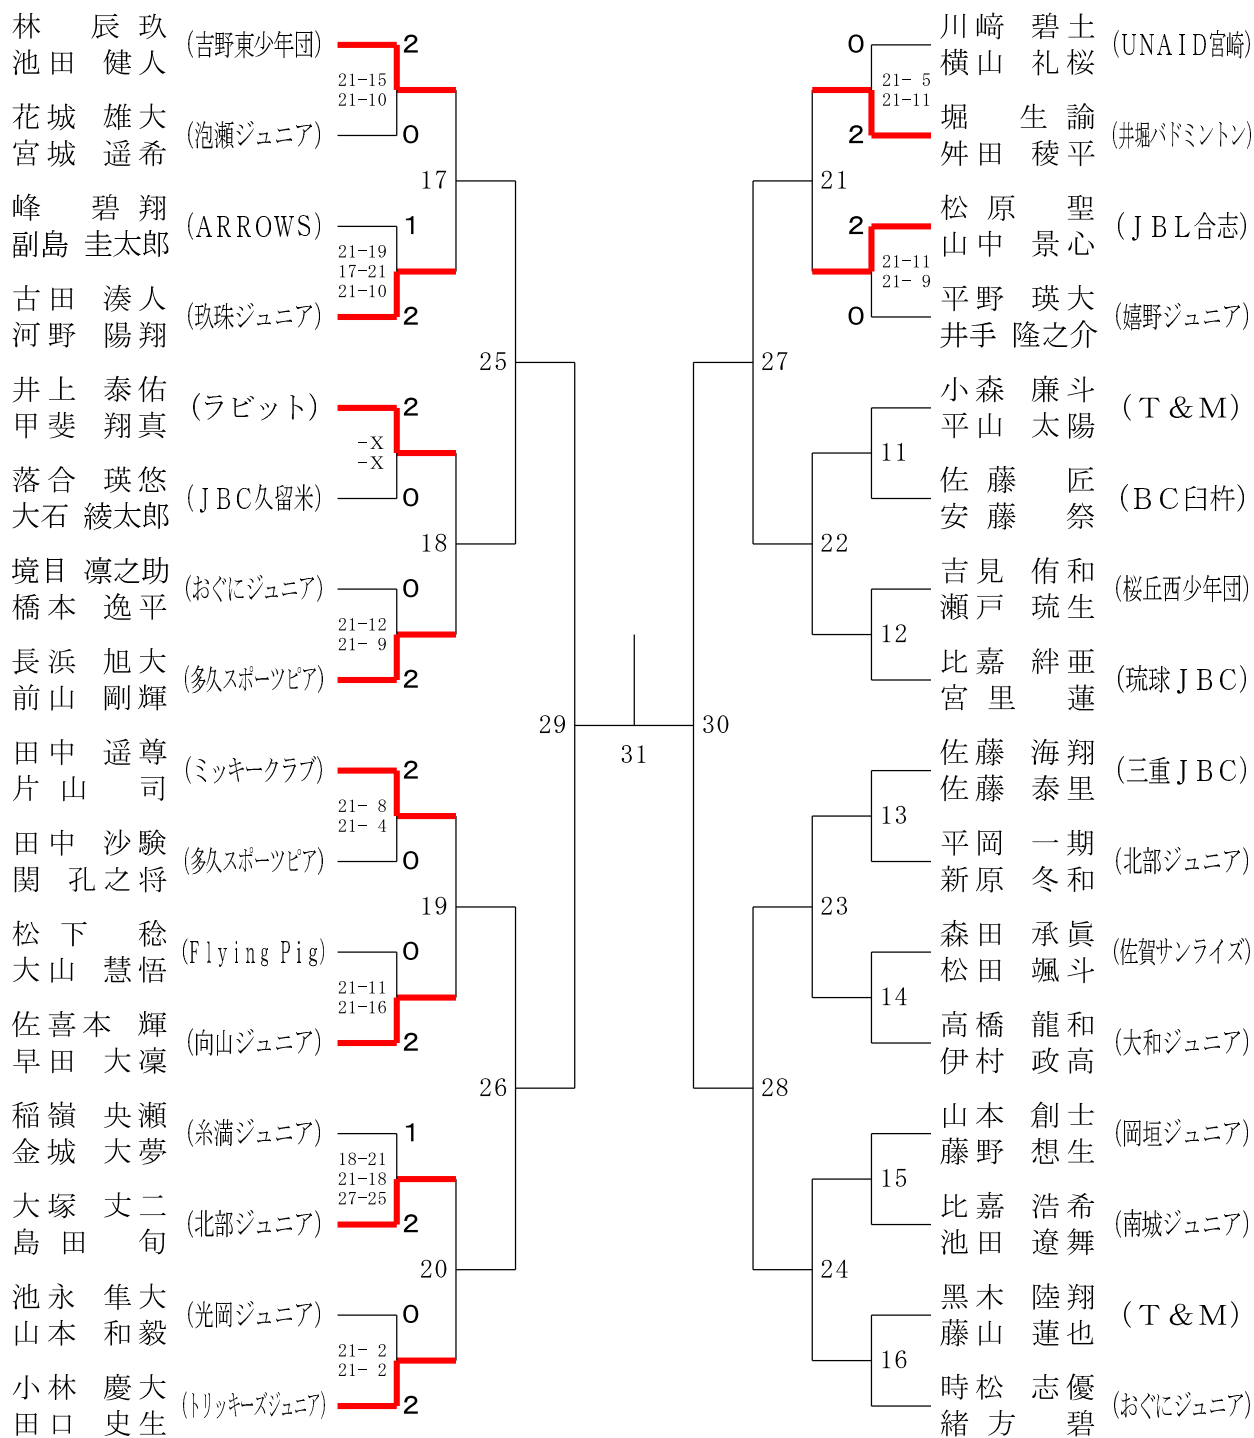 林 辰玖
池田 健人
(吉野東少年団)
2
21-15
21-10
花城 雄大
宮城 遥希
(泡瀬ジュニア)
0
17
峰 碧翔
副島 圭太郎
(ARROWS)
1
21-19
17-21
21-10
古田 湊人
河野 陽翔
(玖珠ジュニア)
2
25
井上 泰佑
甲斐 翔真
(ラビット)
2
-X
-X
落合 瑛悠
大石 綾太郎
(JBC久留米)
0
18
境目 凛之助
橋本 逸平
(おぐにジュニア)
0
21-12
21- 9
長浜 旭大
前山 剛輝
(多久スポーツピア)
2
29
田中 遥尊
片山 司
(ミッキークラブ)
2
21- 8
21- 4
田中 沙験
関 孔之将
(多久スポーツピア)
0
19
松下 稔
大山 慧悟
(Flying Pig)
0
21-11
21-16
佐喜本 輝
早田 大凛
(向山ジュニア)
2
26
稲嶺 央瀬
金城 大夢
(糸満ジュニア)
1
18-21
21-18
27-25
大塚 丈二
島田 旬
(北部ジュニア)
2
20
池永 隼大
山本 和毅
(光岡ジュニア)
0
21- 2
21- 2
小林 慶大
田口 史生
(トリッキーズジュニア)
2
31
川﨑 碧土
横山 礼桜
(UNAID宮崎)
0
21- 5
21-11
堀 生諭
舛田 稜平
(井堀バドミントン)
2
21
松原 聖
山中 景心
(JBL合志)
2
21-11
21- 9
平野 瑛大
井手 隆之介
(嬉野ジュニア)
0
27
小森 廉斗
平山 太陽
(T&M)
11
佐藤 匠
安藤 祭
(BC臼杵)
22
吉見 侑和
瀬戸 琉生
(桜丘西少年団)
12
比嘉 絆亜
宮里 蓮
(琉球JBC)
30
佐藤 海翔
佐藤 泰里
(三重JBC)
13
平岡 一期
新原 冬和
(北部ジュニア)
23
森田 承眞
松田 颯斗
(佐賀サンライズ)
14
高橋 龍和
伊村 政高
(大和ジュニア)
28
山本 創士
藤野 想生
(岡垣ジュニア)
15
比嘉 浩希
池田 遼舞
(南城ジュニア)
24
黑木 陸翔
藤山 蓮也
(T&M)
16
時松 志優
緒方 碧
(おぐにジュニア)